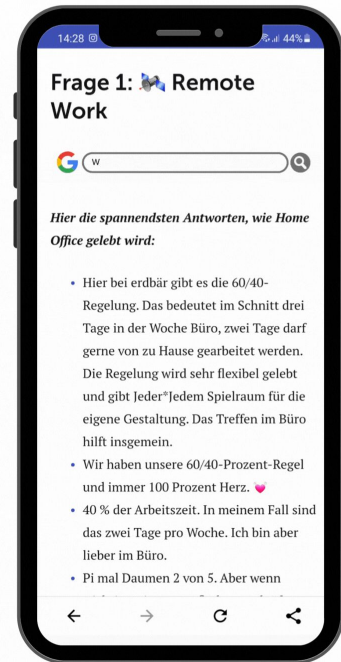 14:28
44%
Frage 1: 🛰️ Remote
Work
G w
Hier die spannendsten Antworten, wie Home
Office gelebt wird:
• Hier bei erdbär gibt es die 60/40-
Regelung. Das bedeutet im Schnitt drei
Tage in der Woche Büro, zwei Tage darf
gerne von zu Hause gearbeitet werden.
Die Regelung wird sehr flexibel gelebt
und gibt Jeder*Jedem Spielraum für die
eigene Gestaltung. Das Treffen im Büro
hilft insgemein.
• Wir haben unsere 60/40-Prozent-Regel
und immer 100 Prozent Herz. 💓
• 40 % der Arbeitszeit. In meinem Fall sind
das zwei Tage pro Woche. Ich bin aber
lieber im Büro.
• Pi mal Daumen 2 von 5. Aber wenn